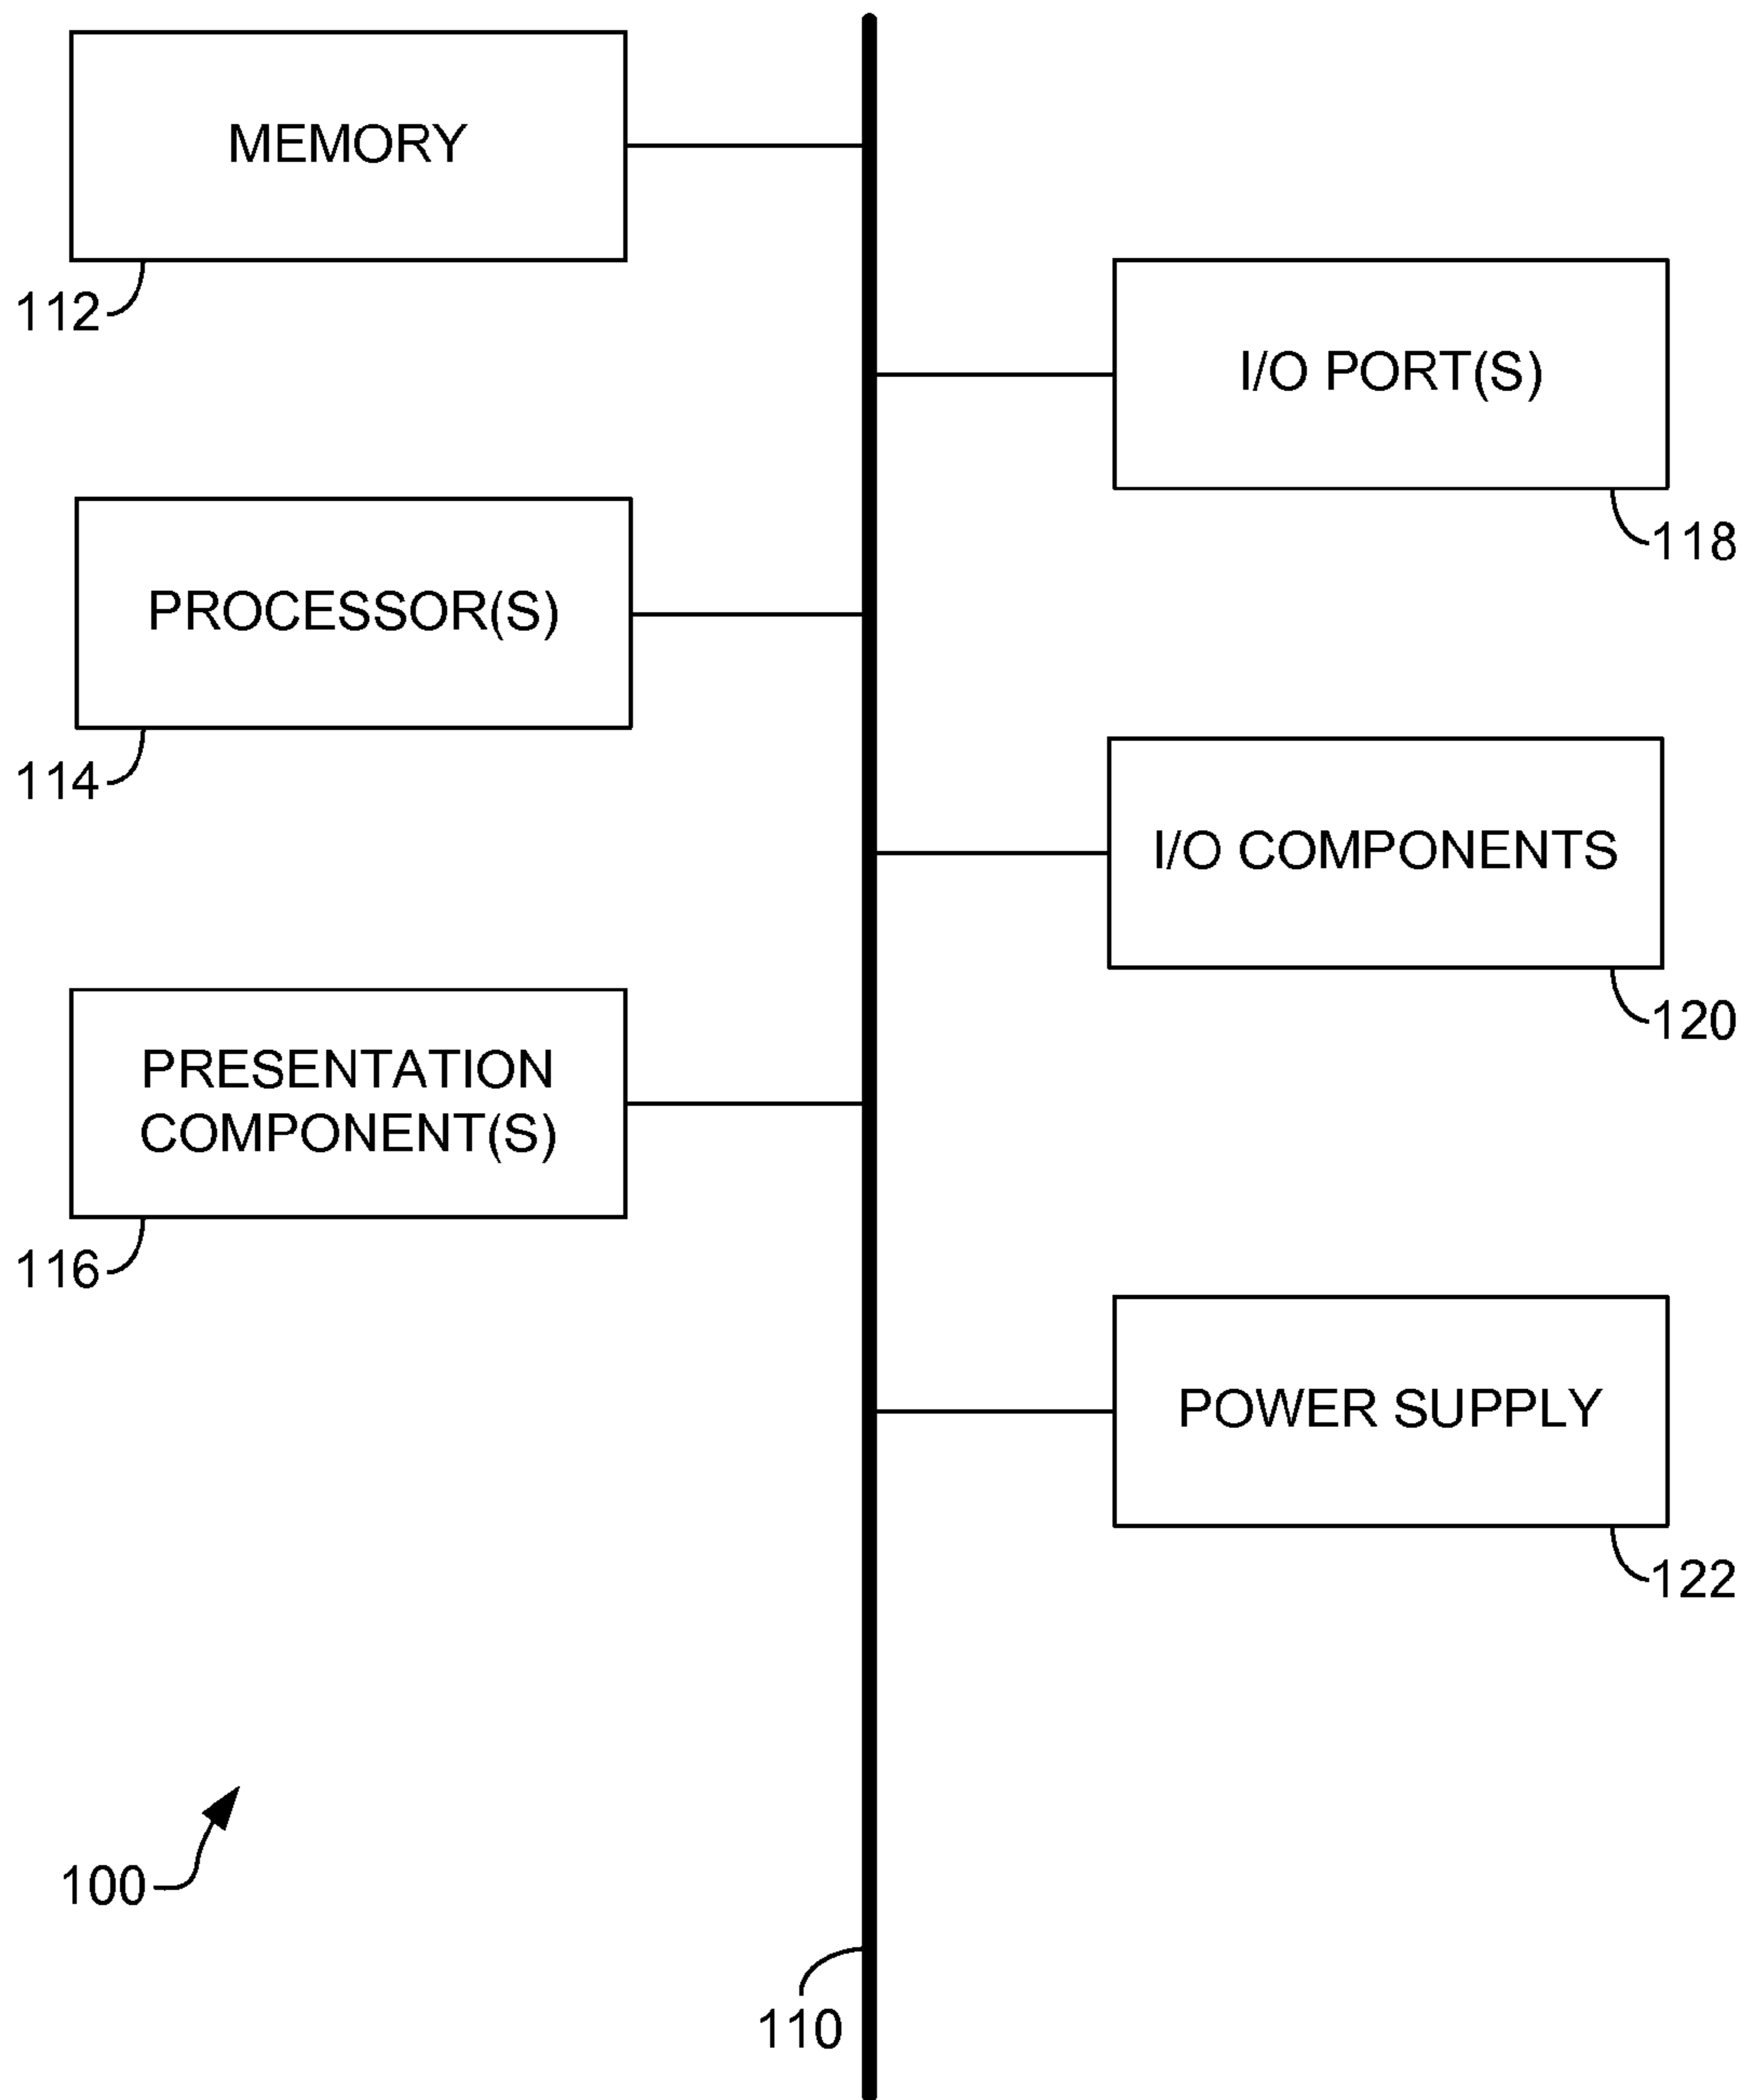 MEMORY
112
I/O PORT(S)
118
PROCESSOR(S)
114
I/O COMPONENTS
120
PRESENTATION
COMPONENT(S)
116
POWER SUPPLY
122
100
110